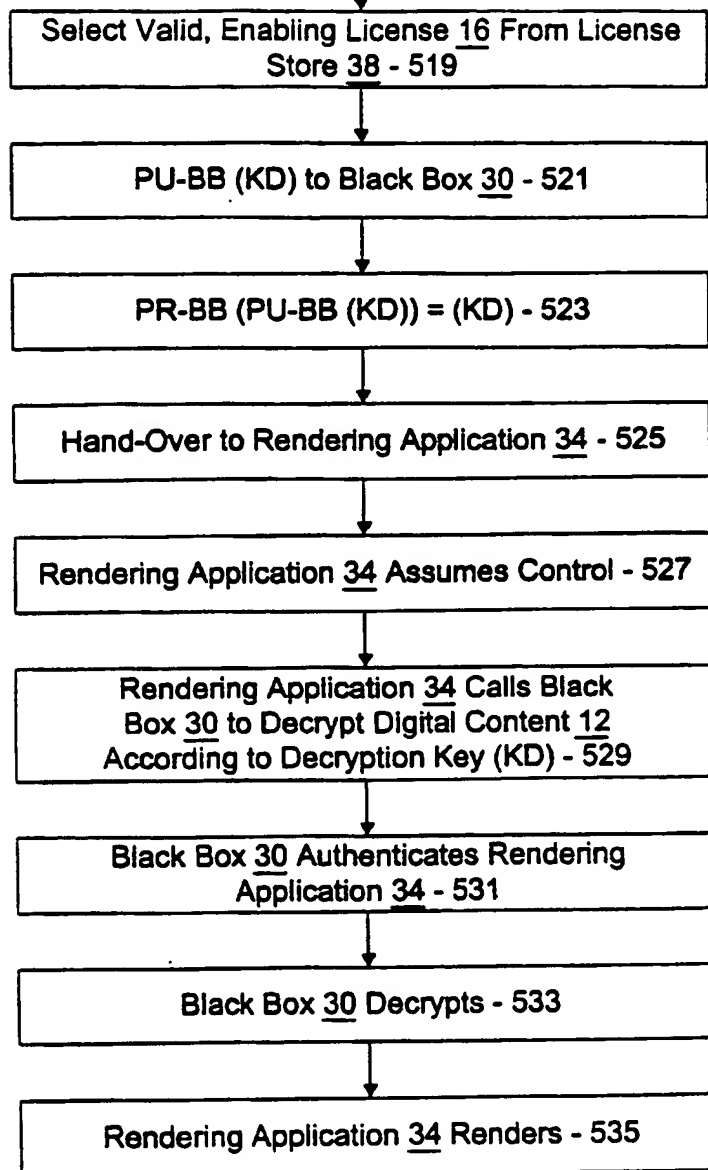 Select Valid, Enabling License 16 From License
Store 38 - 519
PU-BB (KD) to Black Box 30 - 521
PR-BB (PU-BB (KD)) = (KD) - 523
Hand-Over to Rendering Application 34 - 525
Rendering Application 34 Assumes Control - 527
Rendering Application 34 Calls Black
Box 30 to Decrypt Digital Content 12
According to Decryption Key (KD) - 529
Black Box 30 Authenticates Rendering
Application 34 - 531
Black Box 30 Decrypts - 533
Rendering Application 34 Renders - 535